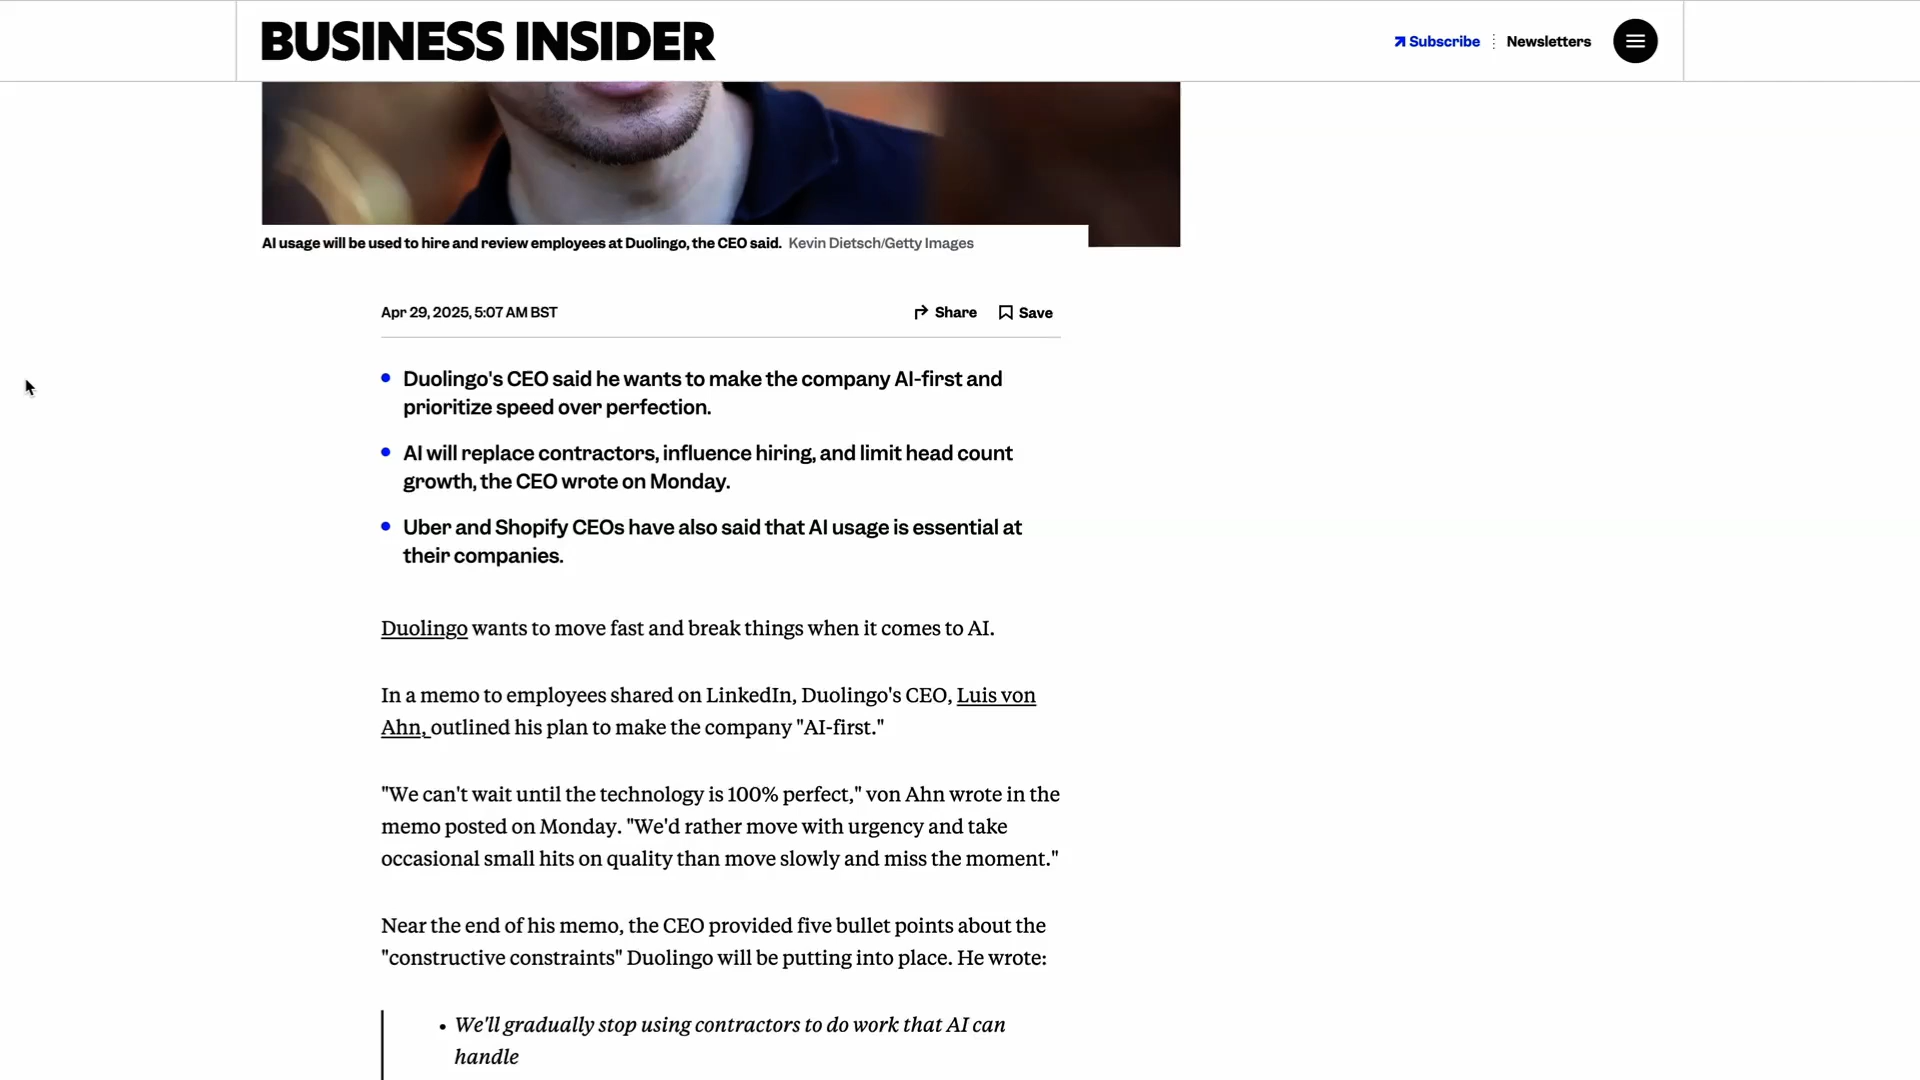 BUSINESS INSIDER
Subscribe
Newsletters
AI usage will be used to hire and review employees at Duolingo, the CEO said. Kevin Dietsch/Getty Images
Apr 29, 2025, 5:07 AM BST
Share
Save
Duolingo's CEO said he wants to make the company AI-first and
prioritize speed over perfection.
AI will replace contractors, influence hiring, and limit head count
growth, the CEO wrote on Monday.
Uber and Shopify CEOs have also said that AI usage is essential at
their companies.
Duolingo wants to move fast and break things when it comes to AI.
In a memo to employees shared on LinkedIn, Duolingo's CEO, Luis von
Ahn, outlined his plan to make the company "AI-first."
"We can't wait until the technology is 100% perfect," von Ahn wrote in the
memo posted on Monday. "We'd rather move with urgency and take
occasional small hits on quality than move slowly and miss the moment."
Near the end of his memo, the CEO provided five bullet points about the
"constructive constraints" Duolingo will be putting into place. He wrote:
• We'll gradually stop using contractors to do work that AI can
handle